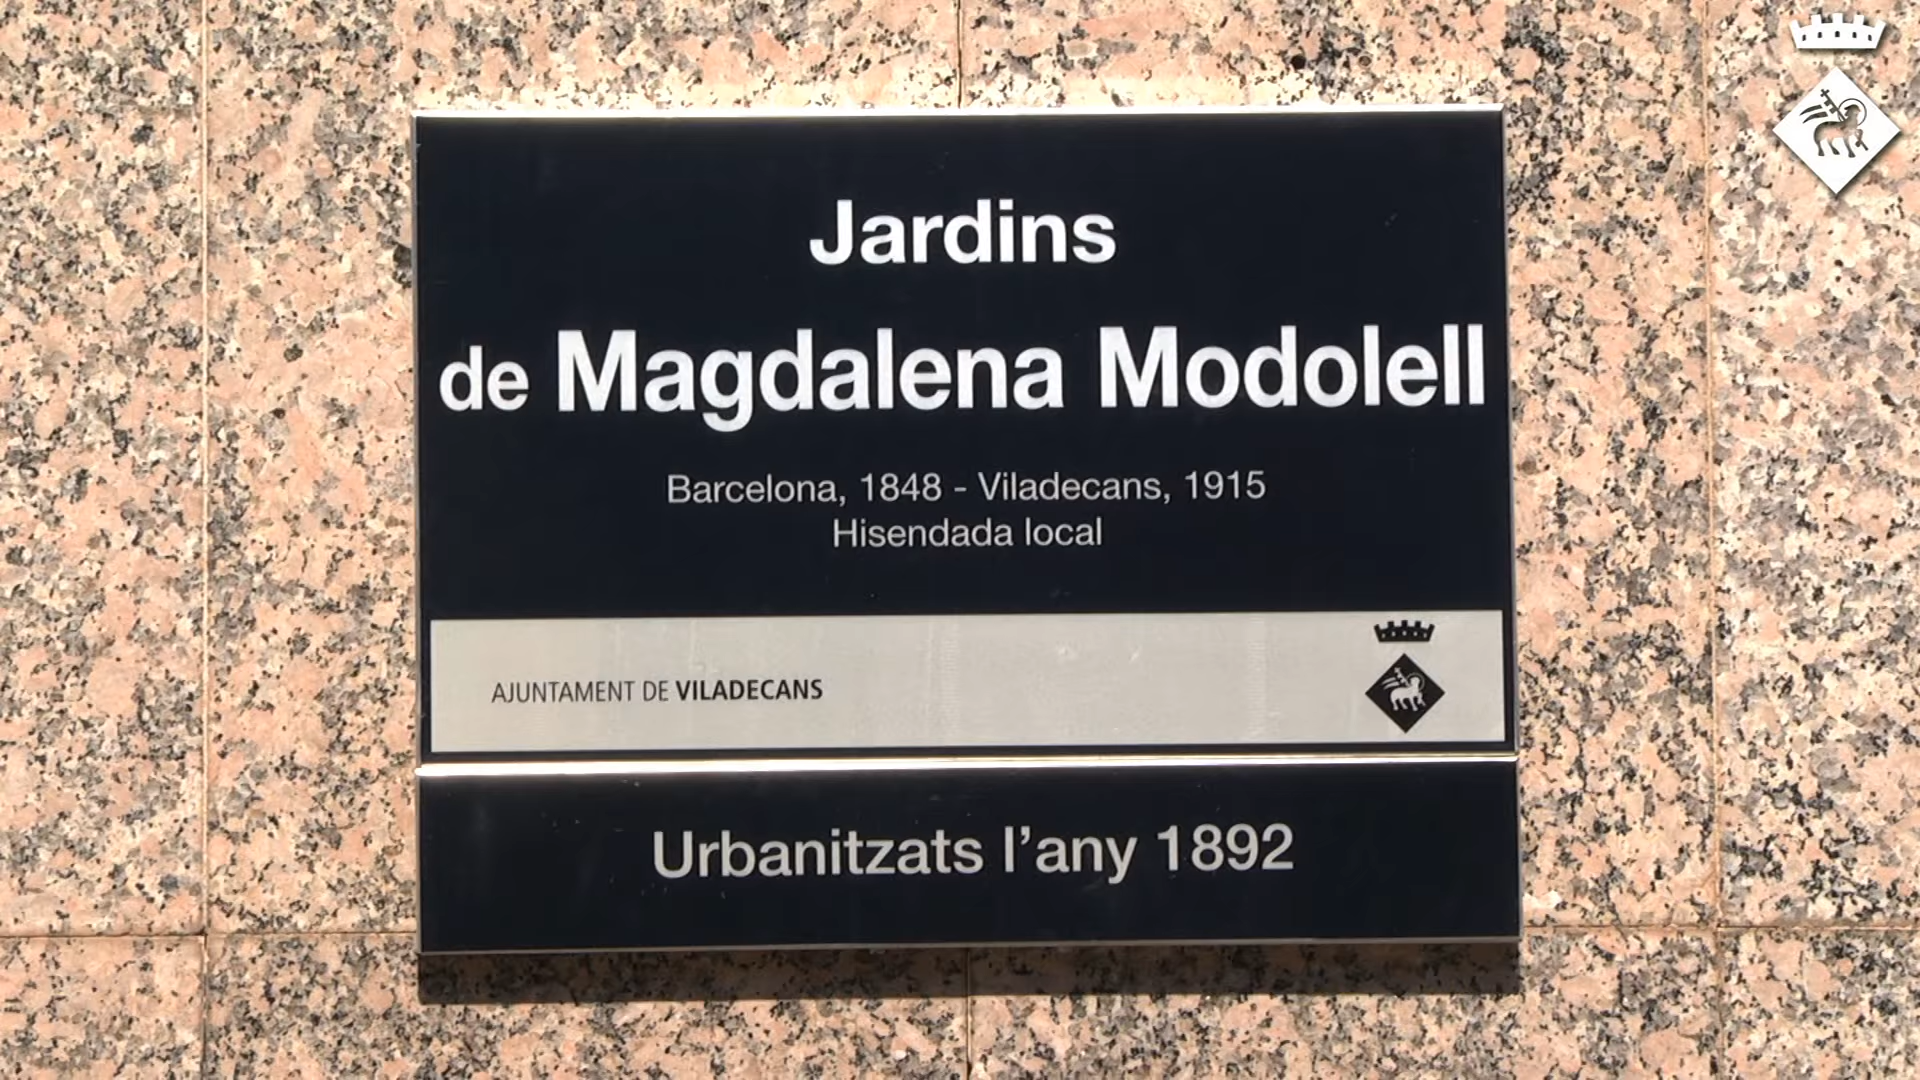 Jardins
de Magdalena Modolell
Barcelona, 1848 - Viladecans, 1915
Hisendada local
AJUNTAMENT DE VILADECANS
Urbanitzats l’any 1892